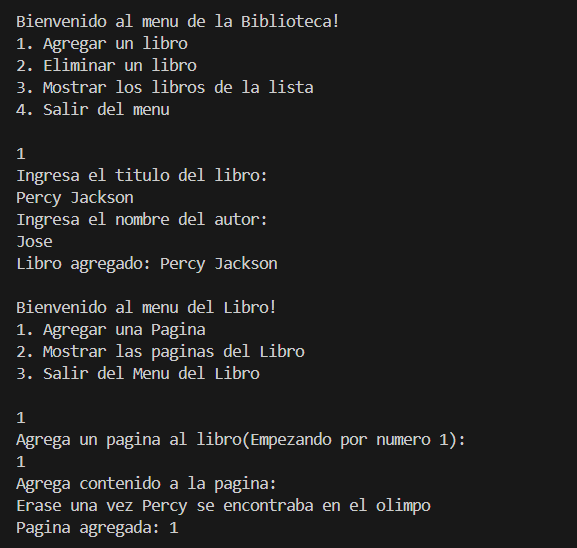 Bienvenido al menu de la Biblioteca!
1. Agregar un libro
2. Eliminar un libro
3. Mostrar los libros de la lista
4. Salir del menu
1
Ingresa el titulo del libro:
Percy Jackson
Ingresa el nombre del autor:
Jose
Libro agregado: Percy Jackson
Bienvenido al menu del Libro!
1. Agregar una Pagina
2. Mostrar las paginas del Libro
3. Salir del Menu del Libro
1
Agrega un pagina al libro(Empezando por numero 1):
1
Agrega contenido a la pagina:
Erase una vez Percy se encontraba en el olimpo
Pagina agregada: 1